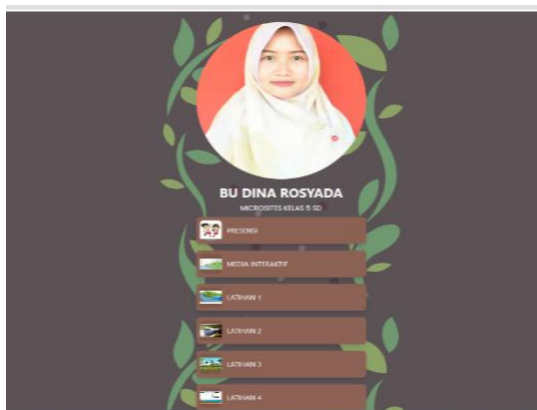 BU DINA ROSYADA
MICROSITES KELAS 5 SD
PRESENSI
MEDIA INTERAKTIF
LATIHAN 1
LATIHAN 2
LATIHAN 3
LATIHAN 4